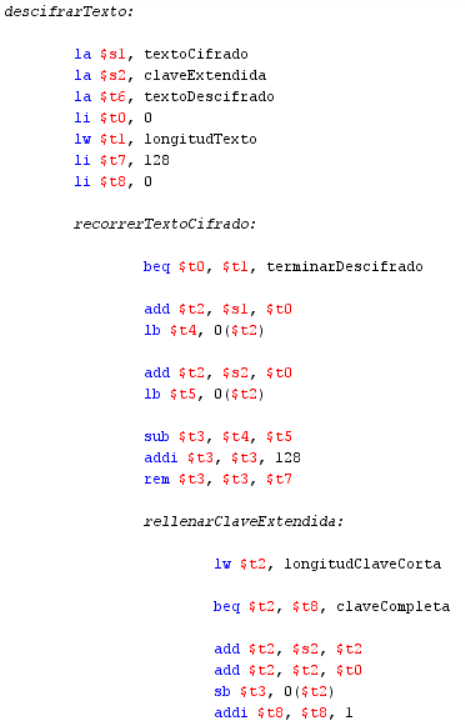 descifrarTexto:
la $s1, textoCifrado
la $s2, claveExtendida
la $t6, textoDescifrado
li $t0, 0
lw $t1, longitudTexto
li $t7, 128
li $t8, 0
recorrerTextoCifrado:
beq $t0, $t1, terminarDescifrado
add $t2, $s1, $t0
lb $t4, 0($t2)
add $t2, $s2, $t0
lb $t5, 0($t2)
sub $t3, $t4, $t5
addi $t3, $t3, 128
rem $t3, $t3, $t7
rellenarClaveExtendida:
lw $t2, longitudClaveCorta
beq $t2, $t8, claveCompleta
add $t2, $s2, $t2
add $t2, $t2, $t0
sb $t3, 0($t2)
addi $t8, $t8, 1